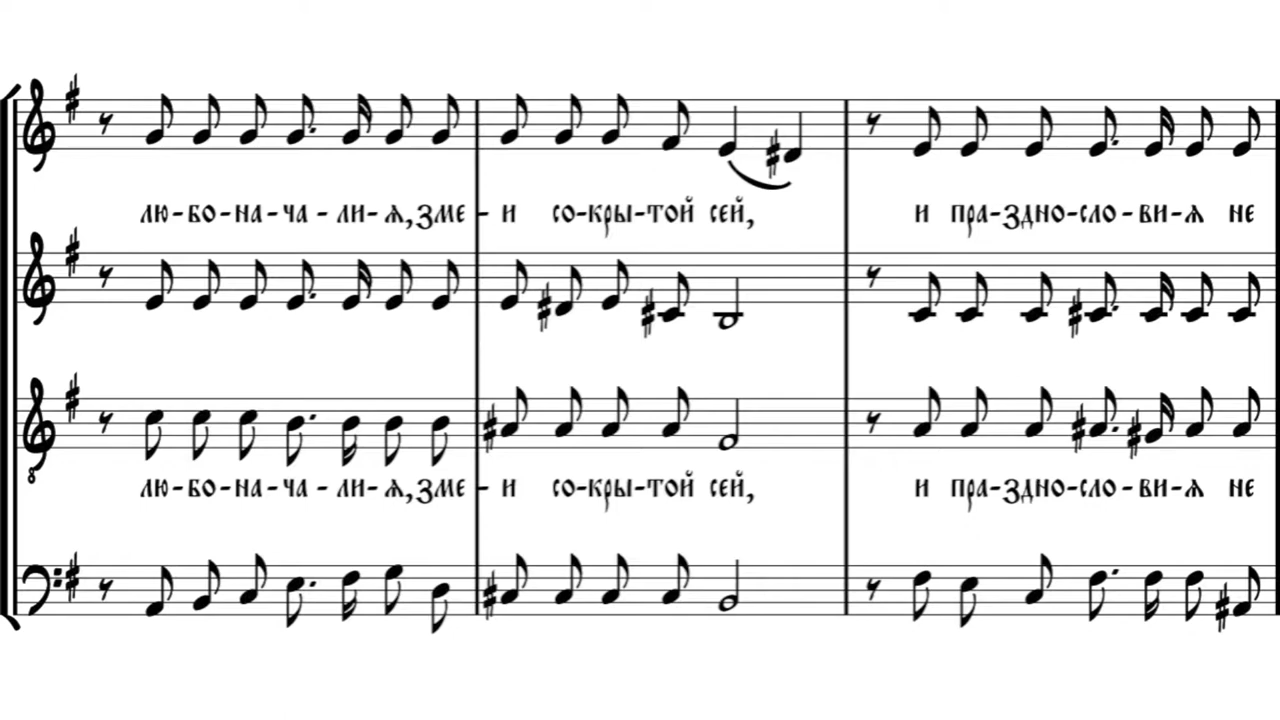 лю-бо-на-ча-ли-ѧ, зме-и со-кры-той сей, и пра-здно-сло-ви-ѧ не
8
лю-бо-на-ча-ли-ѧ, зме-и со-кры-той сей, и пра-здно-сло-ви-ѧ не